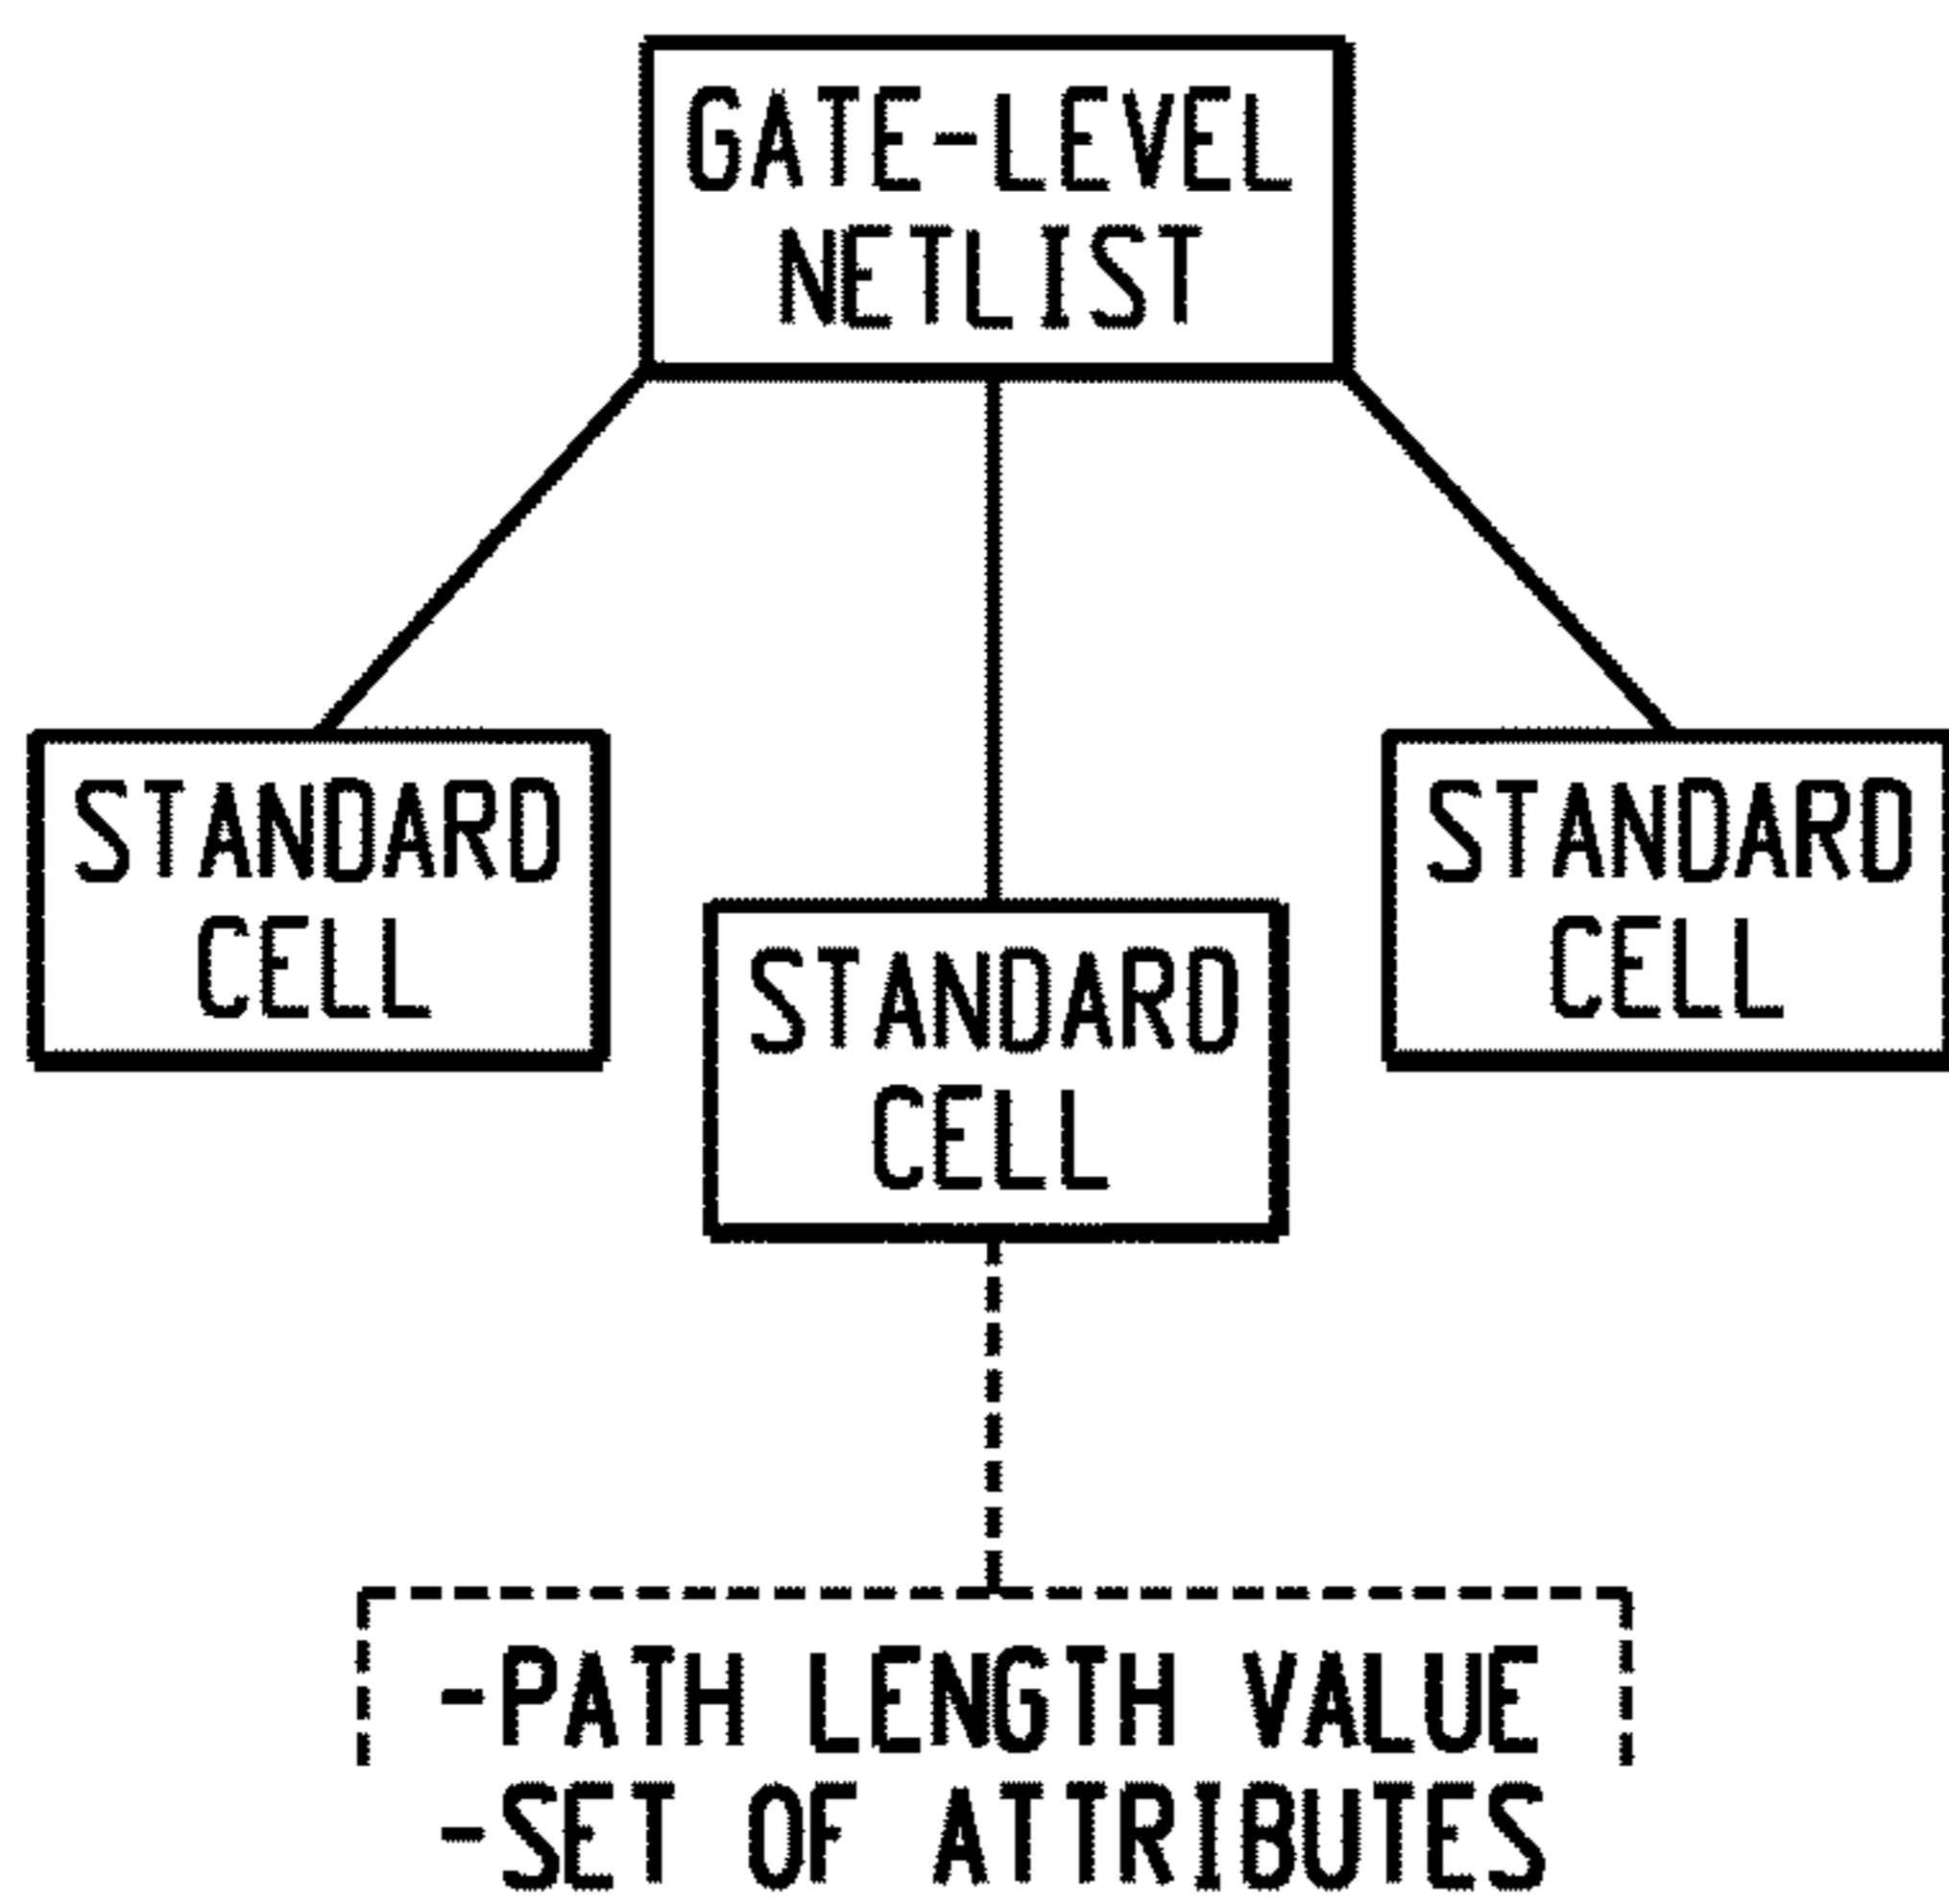 GATE-LEVEL
NETLIST
STANDARD
CELL
STANDARD
CELL
STANDARD
CELL
-PATH LENGTH VALUE
-SET OF ATTRIBUTES